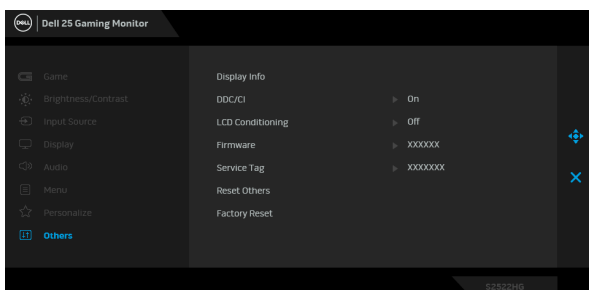 DELL
Dell 25 Gaming Monitor
Game
Brightness/Contrast
Input Source
Display
Audio
Menu
Personalize
Others
Display Info
DDC/CI On
LCD Conditioning Off
Firmware XXXXXX
Service Tag XXXXXXX
Reset Others
Factory Reset
S2522HG